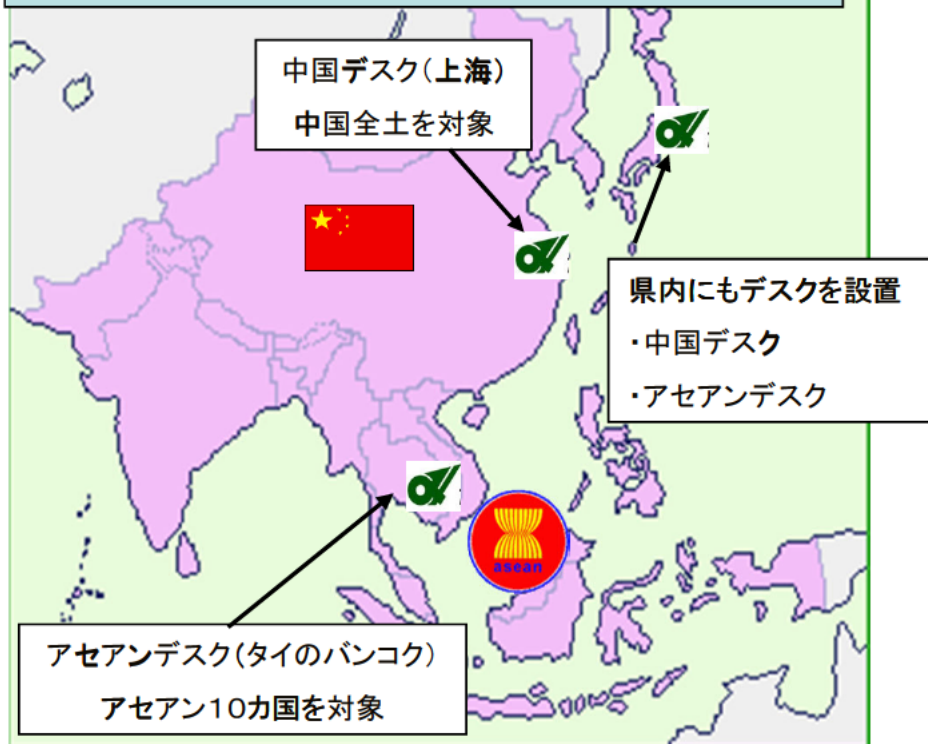 中国デスク(上海)
中国全土を対象
県内にもデスクを設置
・中国デスク
・アセアンデスク
asean
アセアンデスク(タイのバンコク)
アセアン10カ国を対象